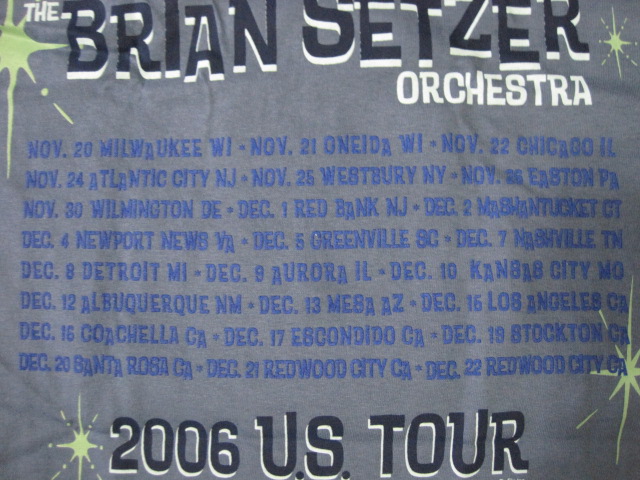 THE BRIAN SETZER
ORCHESTRA
NOV. 20 MILWAUKEE WI • NOV. 21 ONEIDA WI • NOV. 22 CHICAGO IL
NOV. 24 ATLANTIC CITY NJ • NOV. 25 WESTBURY NY • NOV. 26 EASTON PA
NOV. 30 WILMINGTON DE • DEC. 1 RED BANK NJ • DEC. 2 MASHANTUCKET CT
DEC. 4 NEWPORT NEWS VA • DEC. 5 GREENVILLE SC • DEC. 7 NASHVILLE TN
DEC. 8 DETROIT MI • DEC. 9 AURORA IL • DEC. 10 KANSAS CITY MO
DEC. 12 ALBUQUERQUE NM • DEC. 13 MESA AZ • DEC. 15 LOS ANGELES CA
DEC. 16 COACHELLA CA • DEC. 17 ESCONDIDO CA • DEC. 19 STOCKTON CA
DEC. 20 SANTA ROSA CA • DEC. 21 REDWOOD CITY CA • DEC. 22 REDWOOD CITY CA
2006 U.S. TOUR